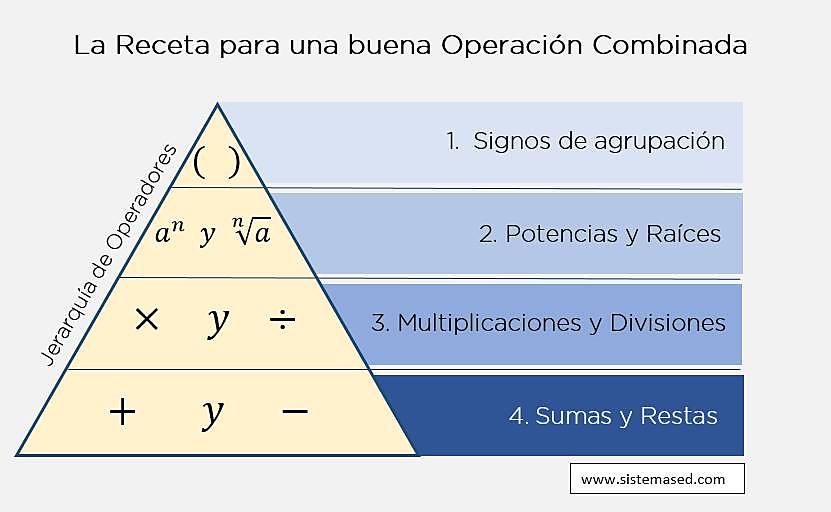 La Receta para una buena Operación Combinada
Jerarquía de Operadores
( )
1. Signos de agrupación
aⁿ y ⁿ√a
2. Potencias y Raíces
× y ÷
3. Multiplicaciones y Divisiones
+ y −
4. Sumas y Restas
www.sistemased.com